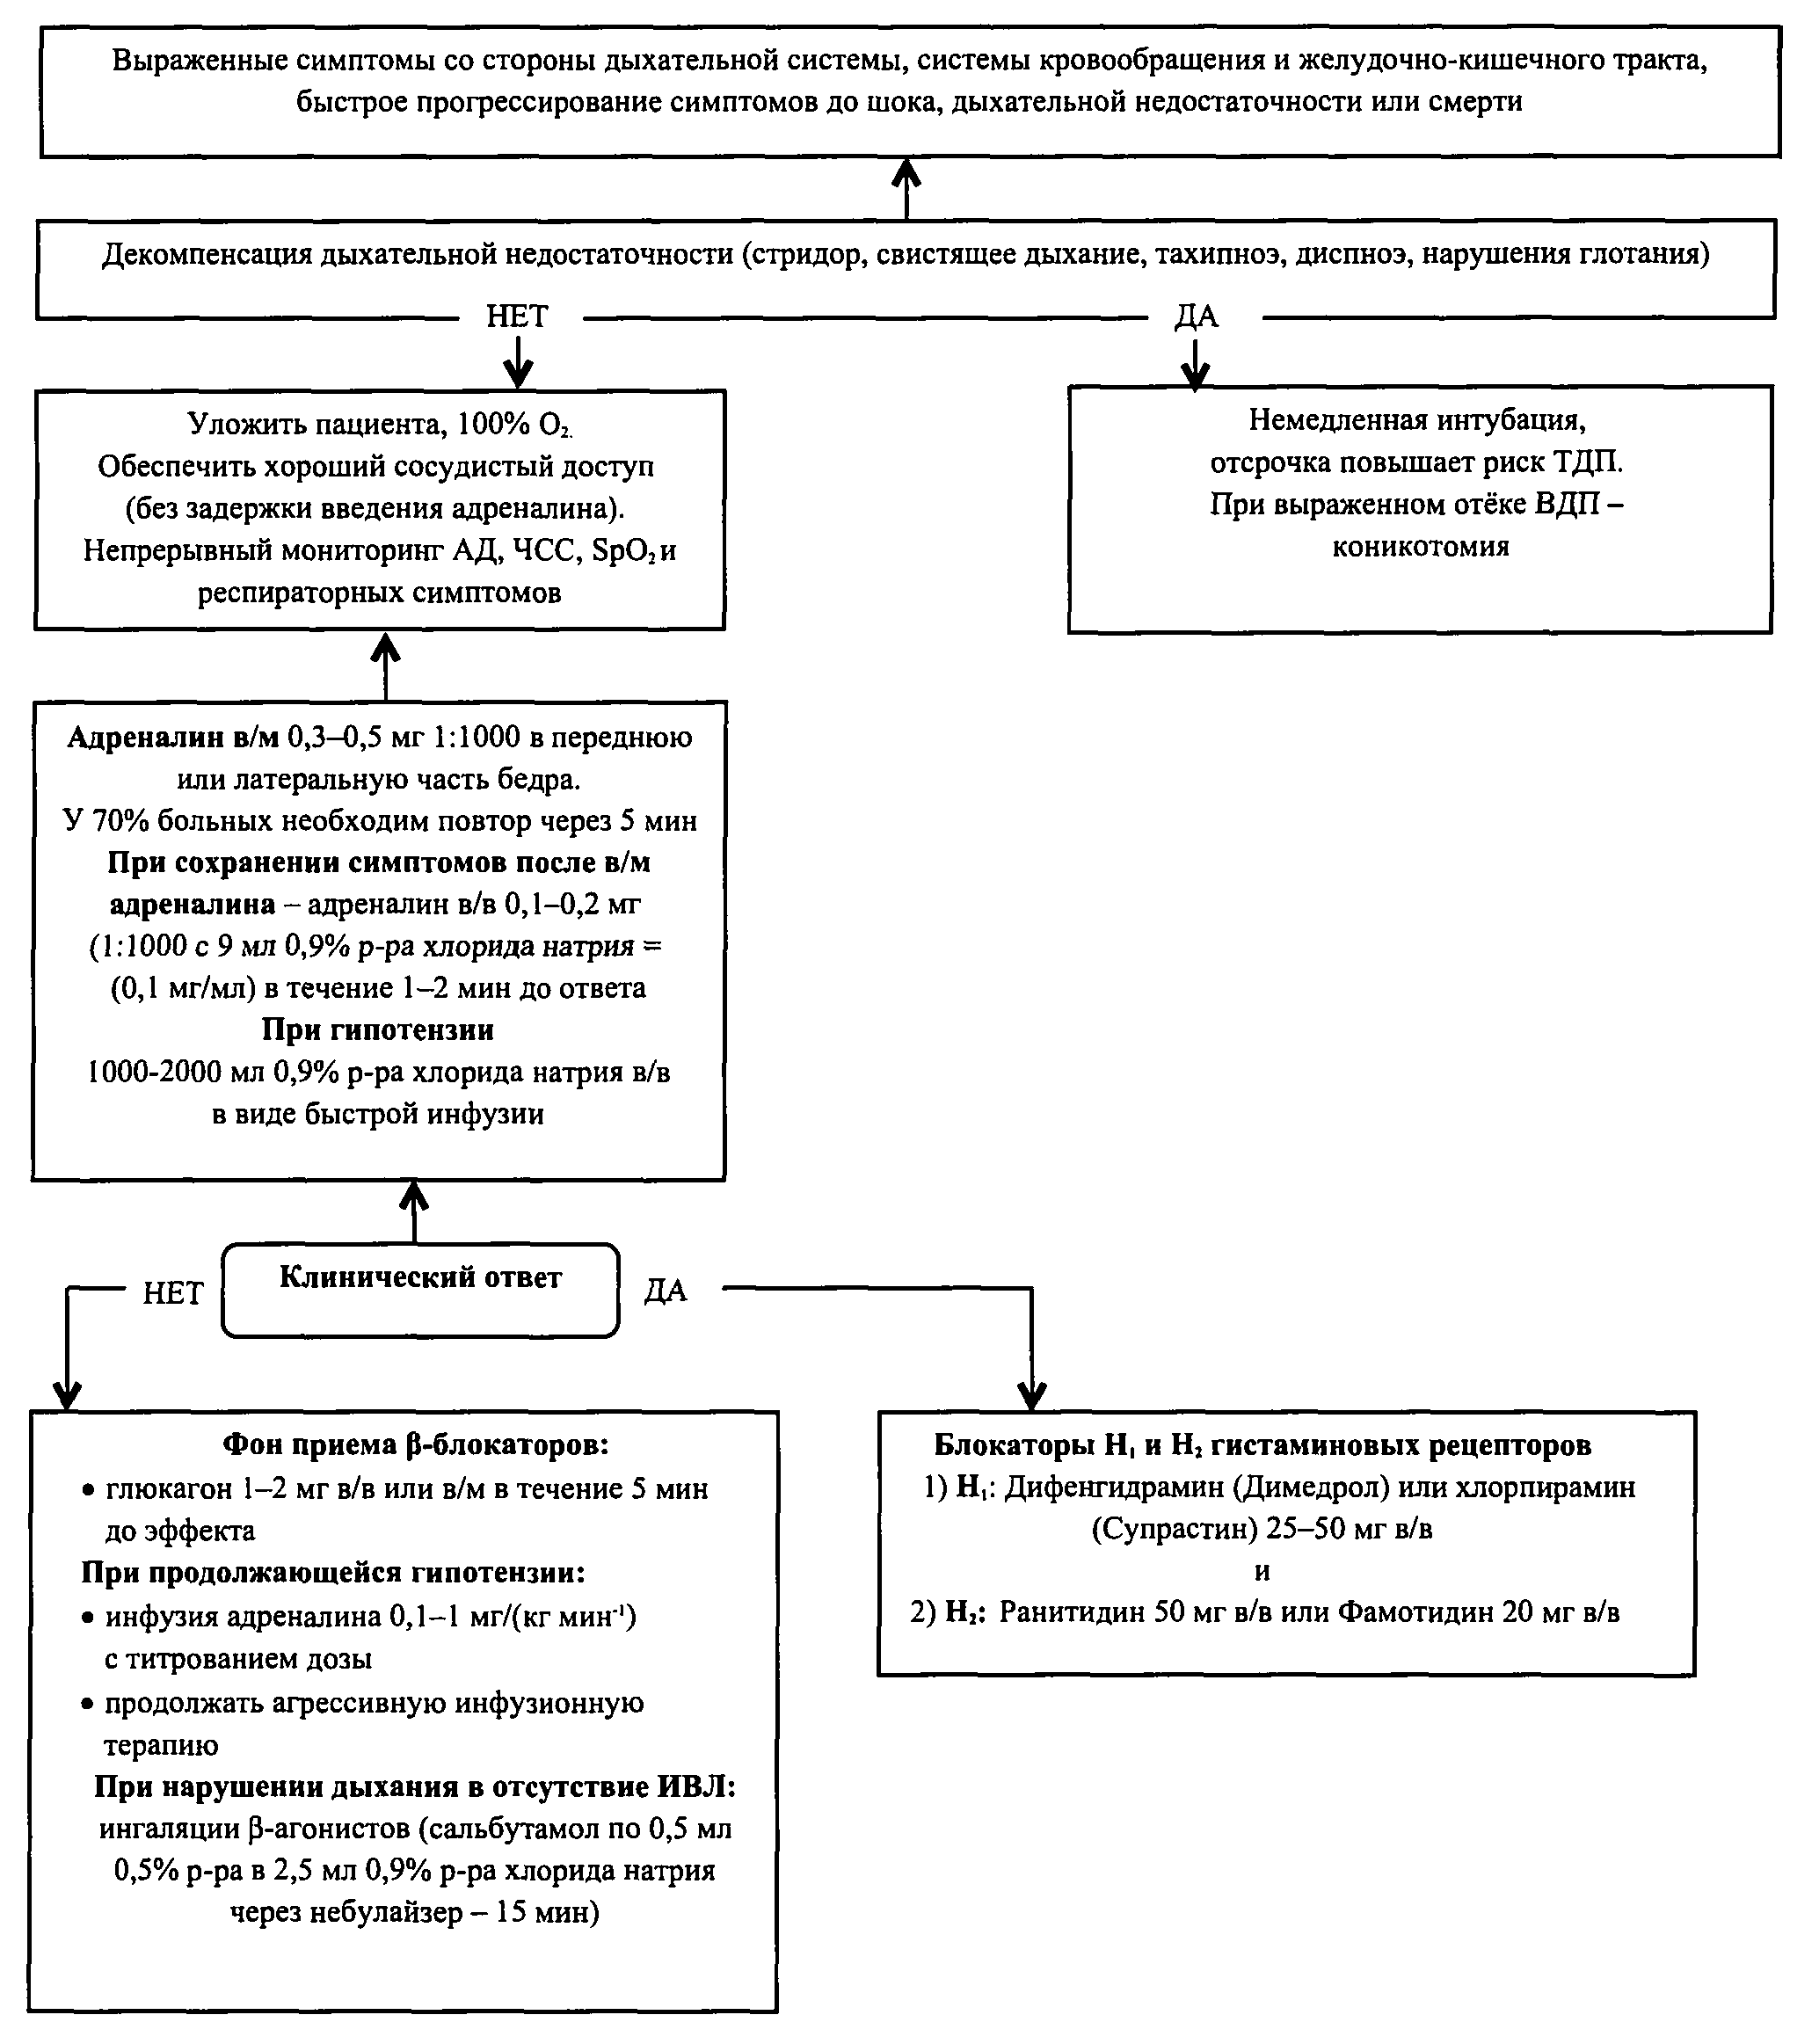 Выраженные симптомы со стороны дыхательной системы, системы кровообращения и желудочно-кишечного тракта,
быстрое прогрессирование симптомов до шока, дыхательной недостаточности или смерти
Декомпенсация дыхательной недостаточности (стридор, свистящее дыхание, тахипноэ, диспноэ, нарушения глотания)
НЕТ
ДА
Уложить пациента, 100% O₂.
Обеспечить хороший сосудистый доступ
(без задержки введения адреналина).
Непрерывный мониторинг АД, ЧСС, SpO₂ и
респираторных симптомов
Немедленная интубация,
отсрочка повышает риск ТДП.
При выраженном отёке ВДП –
коникотомия
Адреналин в/м 0,3–0,5 мг 1:1000 в переднюю
или латеральную часть бедра.
У 70% больных необходим повтор через 5 мин
При сохранении симптомов после в/м
адреналина – адреналин в/в 0,1–0,2 мг
(1:1000 с 9 мл 0,9% р-ра хлорида натрия =
(0,1 мг/мл) в течение 1–2 мин до ответа
При гипотензии
1000-2000 мл 0,9% р-ра хлорида натрия в/в
в виде быстрой инфузии
НЕТ
Клинический ответ
ДА
Фон приема β-блокаторов:
• глюкагон 1–2 мг в/в или в/м в течение 5 мин
до эффекта
При продолжающейся гипотензии:
• инфузия адреналина 0,1–1 мг/(кг мин⁻¹)
с титрованием дозы
• продолжать агрессивную инфузионную
терапию
При нарушении дыхания в отсутствие ИВЛ:
ингаляции β-агонистов (сальбутамол по 0,5 мл
0,5% р-ра в 2,5 мл 0,9% р-ра хлорида натрия
через небулайзер – 15 мин)
Блокаторы H₁ и H₂ гистаминовых рецепторов
1) H₁: Дифенгидрамин (Димедрол) или хлорпирамин
(Супрастин) 25–50 мг в/в
и
2) H₂: Ранитидин 50 мг в/в или Фамотидин 20 мг в/в